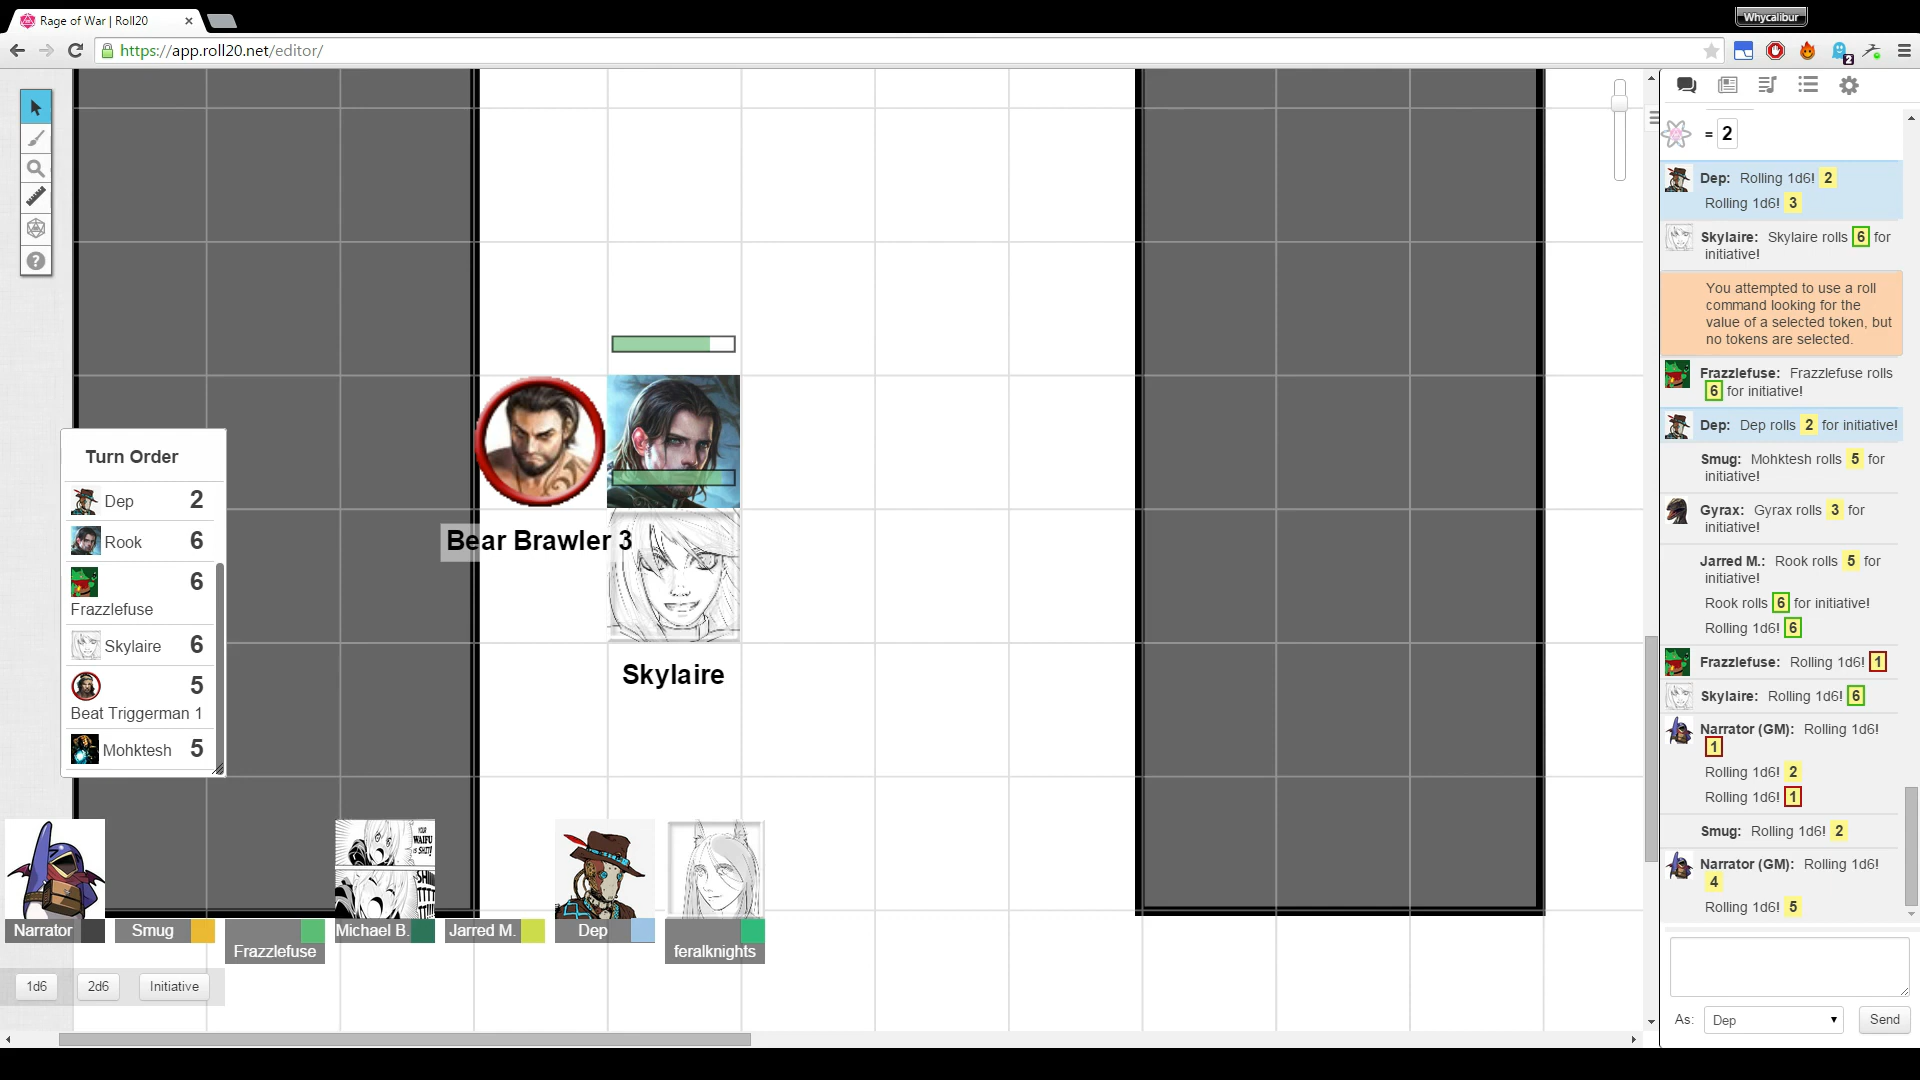 Rage of War | Roll20
Whycalibur
https://app.roll20.net/editor/
2
= 2
Dep: Rolling 1d6! 2
Rolling 1d6! 3
Skylaire: Skylaire rolls 6 for
initiative!
You attempted to use a roll
command looking for the
value of a selected token, but
no tokens are selected.
Frazzlefuse: Frazzlefuse rolls
6 for initiative!
Dep: Dep rolls 2 for initiative!
Smug: Mohktesh rolls 5 for
initiative!
Gyrax: Gyrax rolls 3 for
initiative!
Jarred M.: Rook rolls 5 for
initiative!
Rook rolls 6 for initiative!
Rolling 1d6! 6
Frazzlefuse: Rolling 1d6! 1
Skylaire: Rolling 1d6! 6
Narrator (GM): Rolling 1d6!
1
Rolling 1d6! 2
Rolling 1d6! 1
Smug: Rolling 1d6! 2
Narrator (GM): Rolling 1d6!
4
Rolling 1d6! 5
As: Dep Send
Turn Order
Dep 2
Rook 6
6
Frazzlefuse
Skylaire 6
5
Beat Triggerman 1
Mohktesh 5
Bear Brawler 3
Skylaire
YOUR
WAIFU
IS SHIT!
Narrator
Smug
Frazzlefuse
Michael B.
Jarred M.
Dep
feralknights
1d6 2d6 Initiative